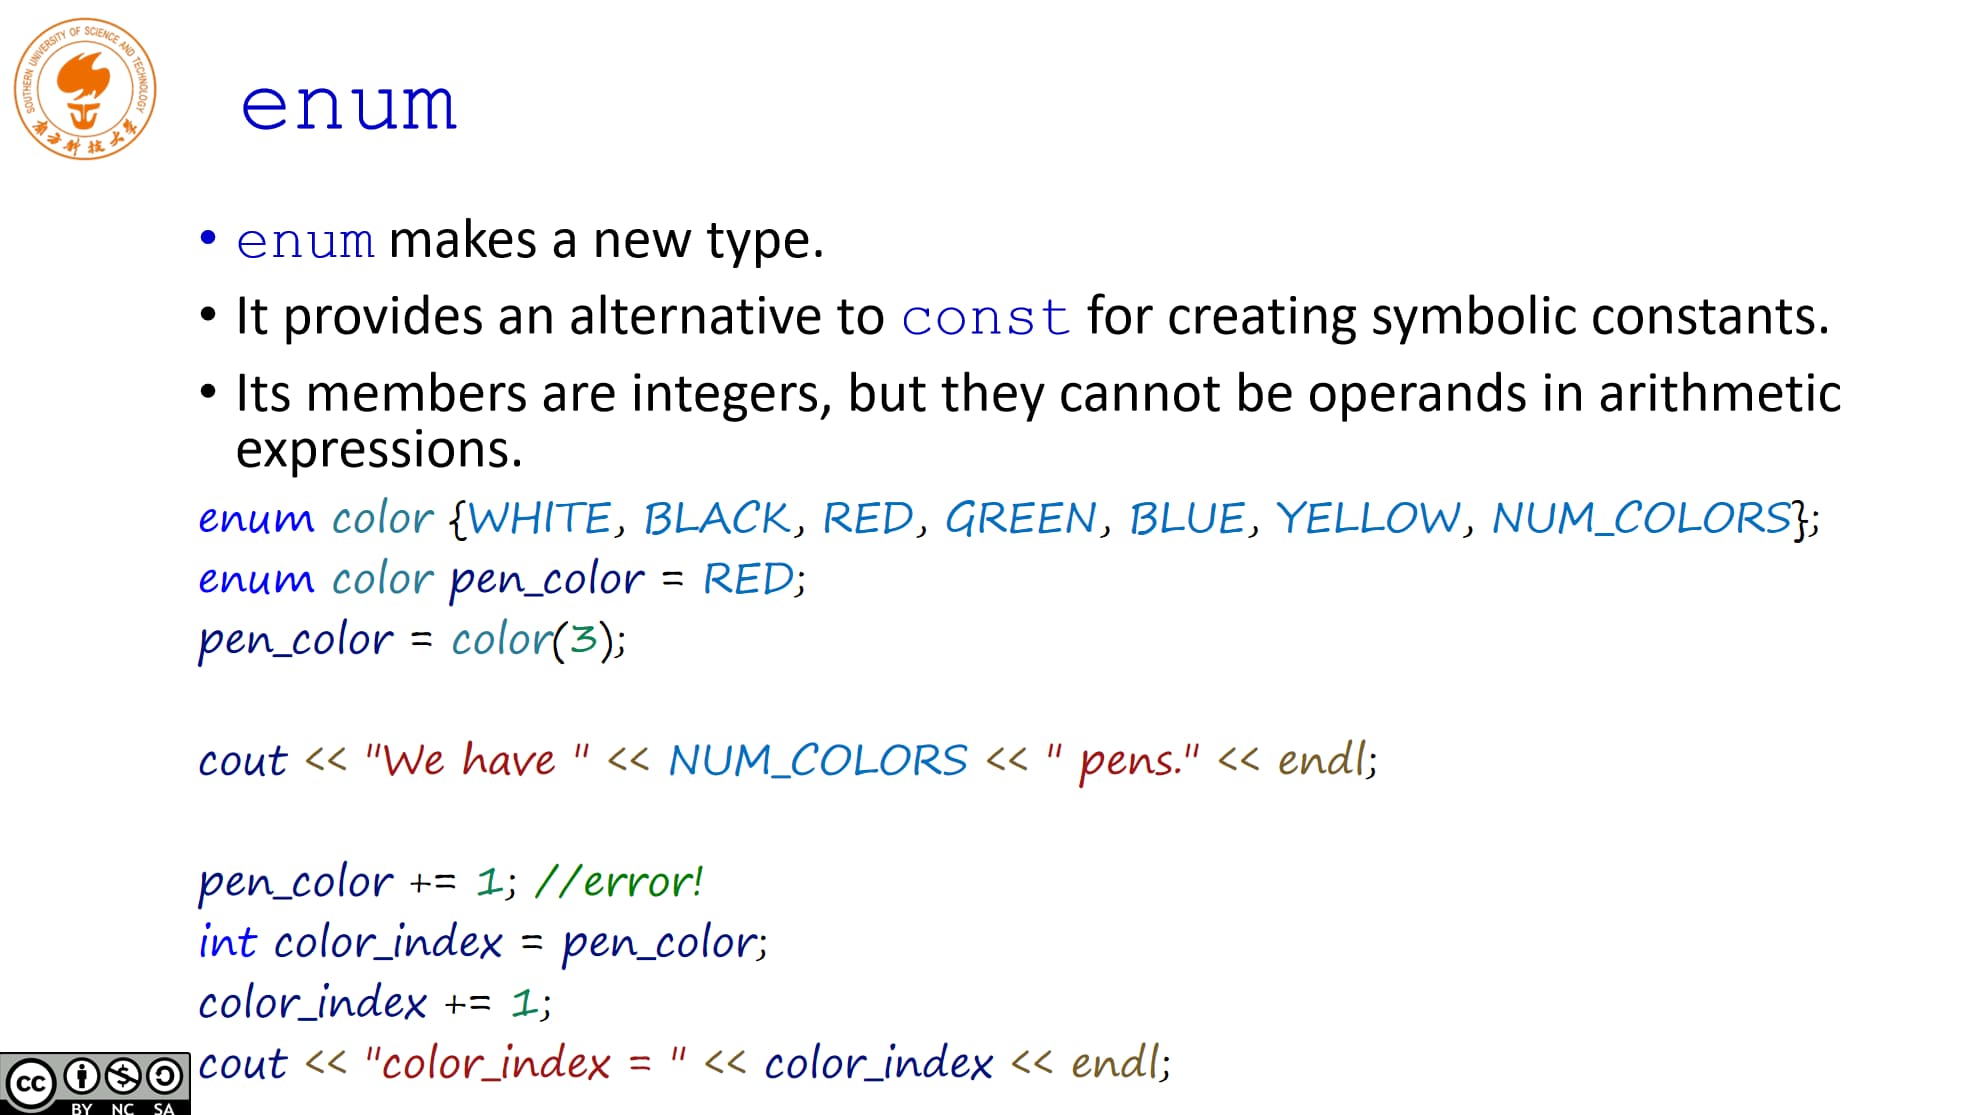 SOUTHERN UNIVERSITY OF SCIENCE AND TECHNOLOGY
南方科技大学
enum
• enum makes a new type.
• It provides an alternative to const for creating symbolic constants.
• Its members are integers, but they cannot be operands in arithmetic
expressions.
enum color {WHITE, BLACK, RED, GREEN, BLUE, YELLOW, NUM_COLORS};
enum color pen_color = RED;
pen_color = color(3);
cout << "We have " << NUM_COLORS << " pens." << endl;
pen_color += 1; //error!
int color_index = pen_color;
color_index += 1;
cout << "color_index = " << color_index << endl;
cc
BY NC SA